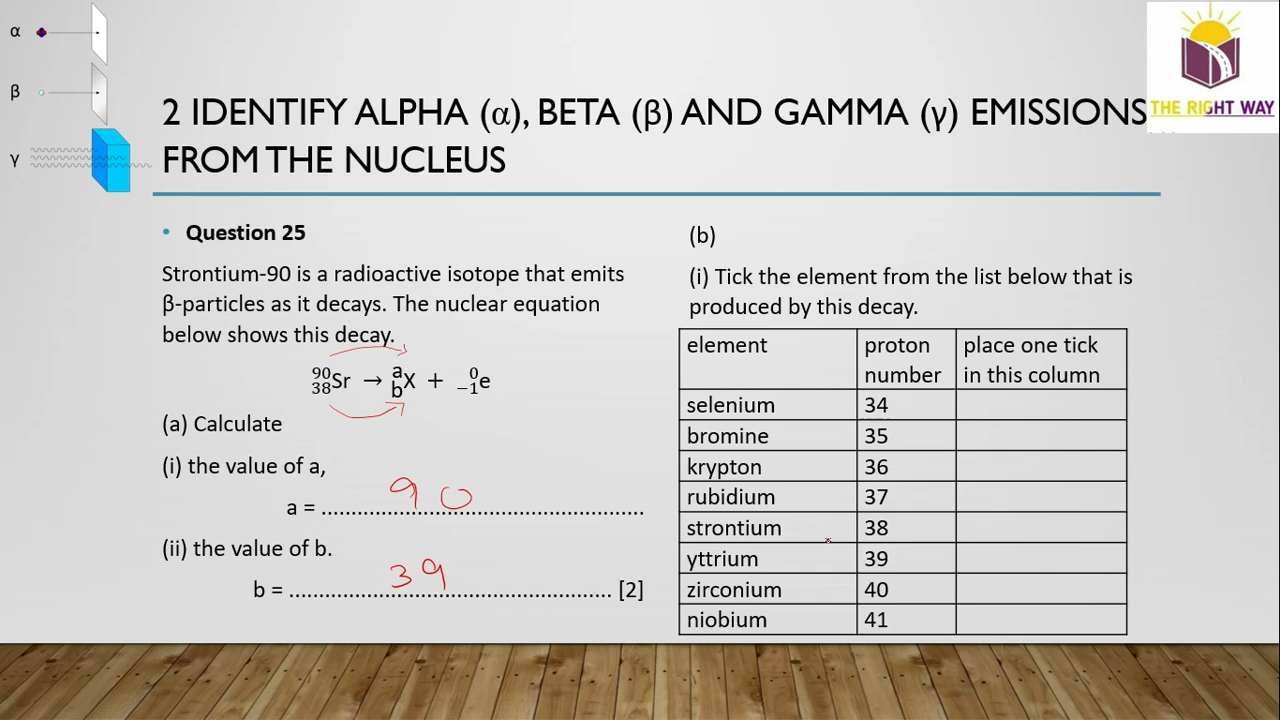 α
β
γ
THE RIGHT WAY
2 IDENTIFY ALPHA (α), BETA (β) AND GAMMA (γ) EMISSIONS
FROM THE NUCLEUS
• Question 25
Strontium-90 is a radioactive isotope that emits
β-particles as it decays. The nuclear equation
below shows this decay.
⁹⁰₃₈Sr → ᵃ_bX + ⁰₋₁e
(a) Calculate
(i) the value of a,
a = ...................................................... 90
(ii) the value of b.
b = ...................................................... 39 [2]
(b)
(i) Tick the element from the list below that is
produced by this decay.
element proton number place one tick in this column
selenium 34
bromine 35
krypton 36
rubidium 37
strontium 38
yttrium 39
zirconium 40
niobium 41